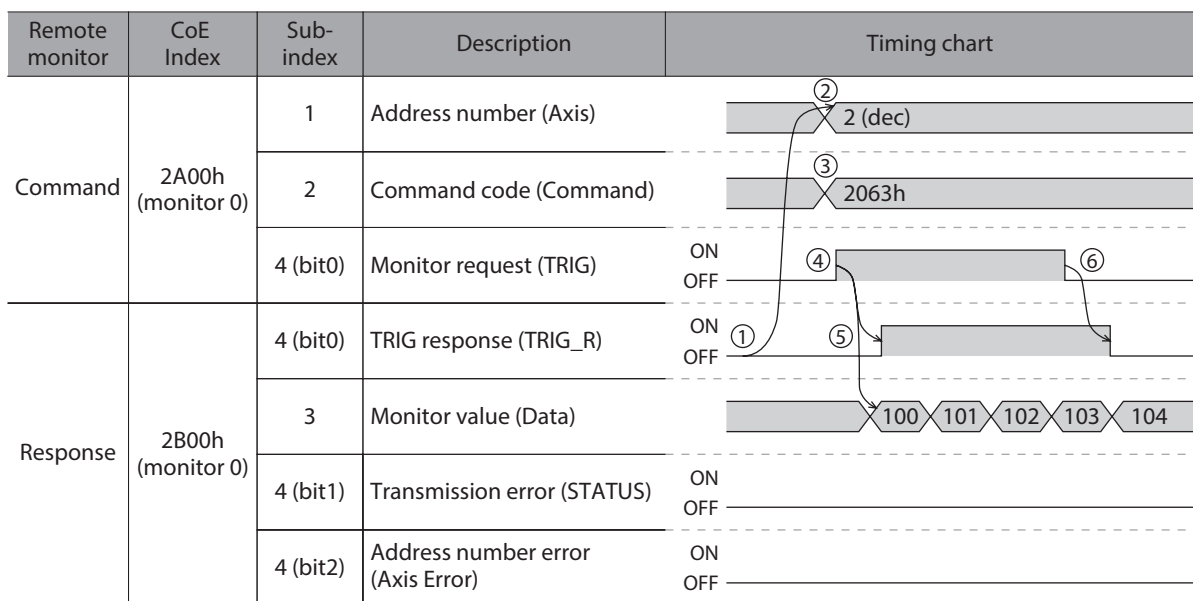 Remote
monitor
CoE
Index
Sub-
index
Description
Timing chart
Command
2A00h
(monitor 0)
1
Address number (Axis)
②
2 (dec)
2
Command code (Command)
③
2063h
4 (bit0)
Monitor request (TRIG)
ON
OFF
④
⑥
Response
2B00h
(monitor 0)
4 (bit0)
TRIG response (TRIG_R)
ON
OFF
①
⑤
3
Monitor value (Data)
100 101 102 103 104
4 (bit1)
Transmission error (STATUS)
ON
OFF
4 (bit2)
Address number error
(Axis Error)
ON
OFF